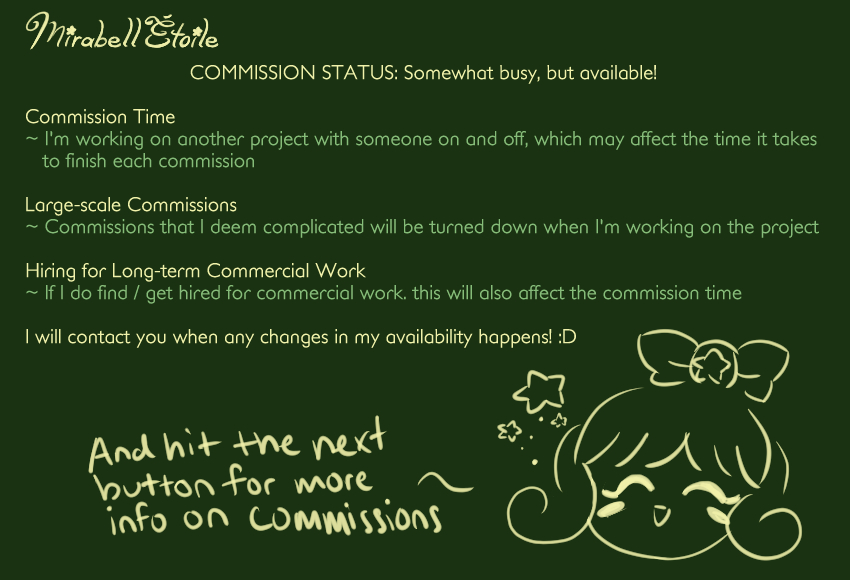 Mirabell Étoile
COMMISSION STATUS: Somewhat busy, but available!
Commission Time
~ I'm working on another project with someone on and off, which may affect the time it takes
to finish each commission
Large-scale Commissions
~ Commissions that I deem complicated will be turned down when I'm working on the project
Hiring for Long-term Commercial Work
~ If I do find / get hired for commercial work. this will also affect the commission time
I will contact you when any changes in my availability happens! :D
And hit the next
button for more
info on commissions